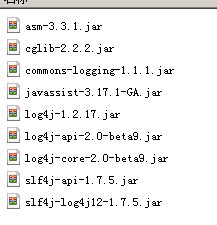 asm-3.3.1.jar
cglib-2.2.2.jar
commons-logging-1.1.1.jar
javassist-3.17.1-GA.jar
log4j-1.2.17.jar
log4j-api-2.0-beta9.jar
log4j-core-2.0-beta9.jar
slf4j-api-1.7.5.jar
slf4j-log4j12-1.7.5.jar